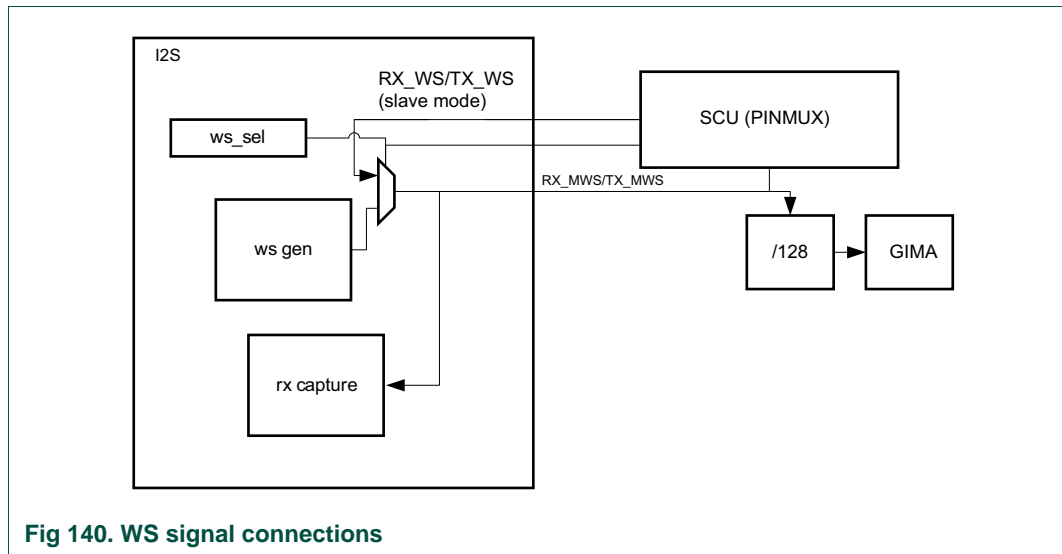 I2S
RX_WS/TX_WS
(slave mode)
SCU (PINMUX)
ws_sel
RX_MWS/TX_MWS
ws gen
/128
GIMA
rx capture
Fig 140. WS signal connections